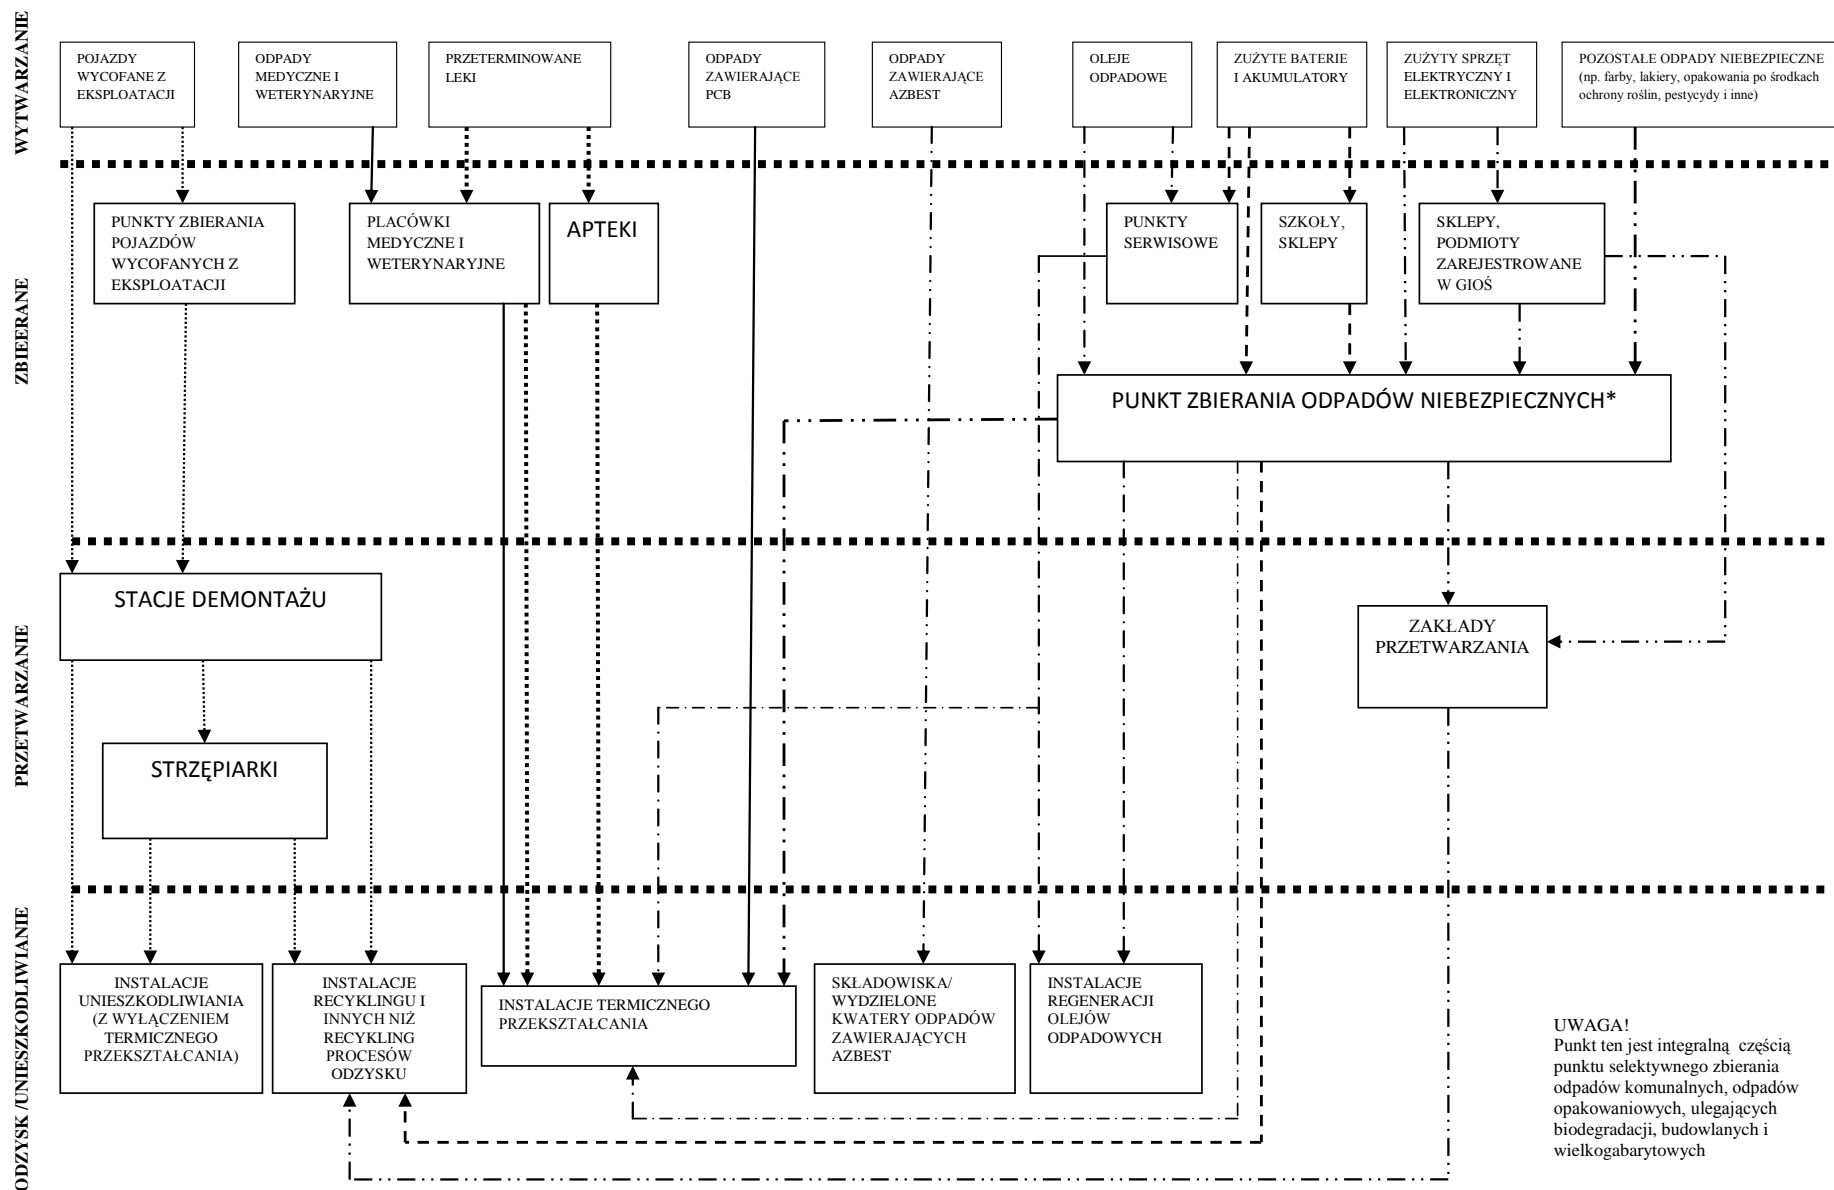 WYTWARZANIE
POJAZDY
WYCOFANE Z
EKSPLOATACJI
ODPADY
MEDYCZNE I
WETERYNARYJNE
PRZETERMINOWANE
LEKI
ODPADY
ZAWIERAJĄCE
PCB
ODPADY
ZAWIERAJĄCE
AZBEST
OLEJE
ODPADOWE
ZUŻYTE BATERIE
I AKUMULATORY
ZUŻYTY SPRZĘT
ELEKTRYCZNY I
ELEKTRONICZNY
POZOSTAŁE ODPADY NIEBEZPIECZNE
(np. farby, lakiery, opakowania po środkach
ochrony roślin, pestycydy i inne)
ZBIEERANE
PUNKTY ZBIERANIA
POJAZDÓW
WYCOFANYCH Z
EKSPLOATACJI
PLACÓWKI
MEDYCZNE I
WETERYNARYJNE
APTEKI
PUNKTY
SERWISOWE
SZKOŁY,
SKLEPY
SKLEPY,
PODMIOTY
ZAREJESTROWANE
W GIOŚ
PUNKT ZBIERANIA ODPADÓW NIEBEZPIECZNYCH*
PRZETWARZANIE
STACJE DEMONTAŻU
ZAKŁADY
PRZETWARZANIA
STRZĘPIARKI
ODZYSK /UNIESZKODLIWIANIE
INSTALACJE
UNIESZKODLIWIANIA
(Z WYŁĄCZENIEM
TERMICZNEGO
PRZEKSZTAŁCANIA)
INSTALACJE
RECYKLINGU I
INNYCH NIŻ
RECYKLING
PROCESÓW
ODZYSKU
INSTALACJE TERMICZNEGO
PRZEKSZTAŁCANIA
SKŁADOWISKA/
WYDZIELONE
KWATERY ODPADÓW
ZAWIERAJĄCYCH
AZBEST
INSTALACJE
REGENERACJI
OLEJÓW
ODPADOWYCH
UWAGA!
Punkt ten jest integralną częścią
punktu selektywnego zbierania
odpadów komunalnych, odpadów
opakowaniowych, ulegających
biodegradacji, budowlanych i
wielkogabarytowych